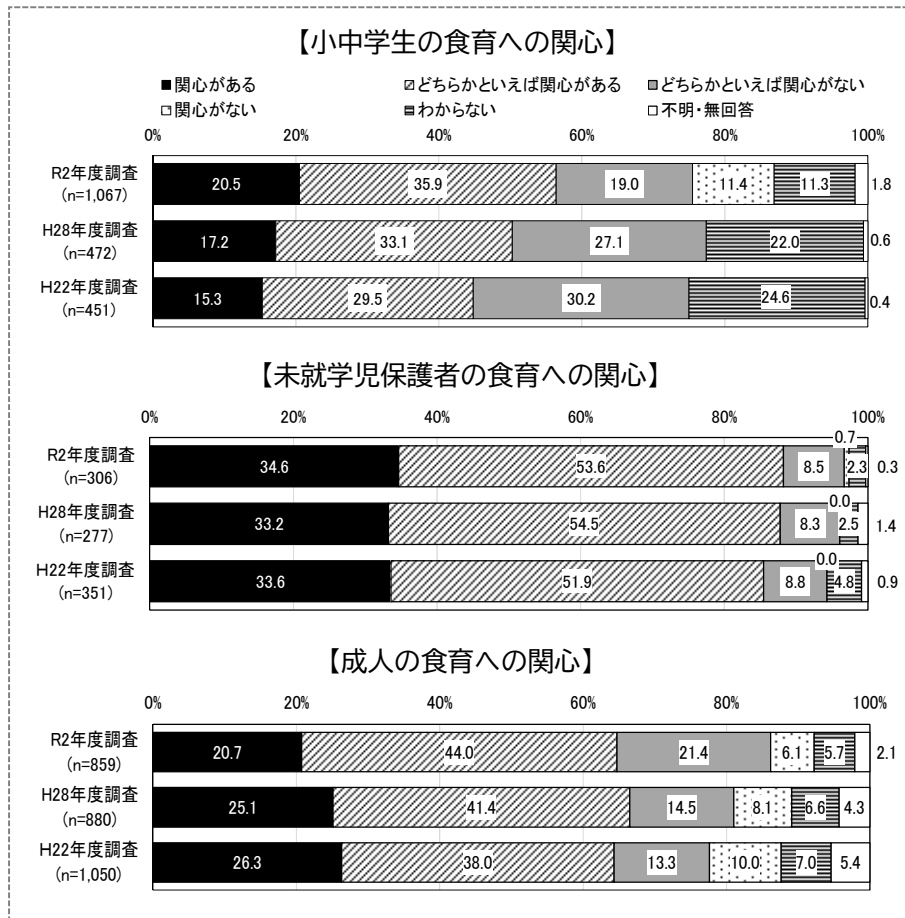 【小中学生の食育への関心】
関心がある どちらかといえば関心がある どちらかといえば関心がない
関心がない わからない 不明・無回答
0% 20% 40% 60% 80% 100%
R2年度調査
(n=1,067)
20.5 35.9 19.0 11.4 11.3 1.8
H28年度調査
(n=472)
17.2 33.1 27.1 22.0 0.6
H22年度調査
(n=451)
15.3 29.5 30.2 24.6 0.4
【未就学児保護者の食育への関心】
0% 20% 40% 60% 80% 100%
R2年度調査
(n=306)
34.6 53.6 8.5 0.7 2.3 0.3
H28年度調査
(n=277)
33.2 54.5 8.3 0.0 2.5 1.4
H22年度調査
(n=351)
33.6 51.9 8.8 0.0 4.8 0.9
【成人の食育への関心】
0% 20% 40% 60% 80% 100%
R2年度調査
(n=859)
20.7 44.0 21.4 6.1 5.7 2.1
H28年度調査
(n=880)
25.1 41.4 14.5 8.1 6.6 4.3
H22年度調査
(n=1,050)
26.3 38.0 13.3 10.0 7.0 5.4